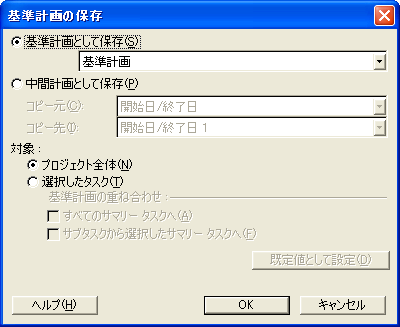 基準計画の保存
基準計画として保存(S)
基準計画
中間計画として保存(P)
コピー元(C): 開始日/終了日
コピー先(I): 開始日/終了日 1
対象:
プロジェクト全体(N)
選択したタスク(T)
基準計画の重ね合わせ:
すべてのサマリー タスクへ(A)
サブタスクから選択したサマリー タスクへ(F)
既定値として設定(D)
ヘルプ(H) OK キャンセル